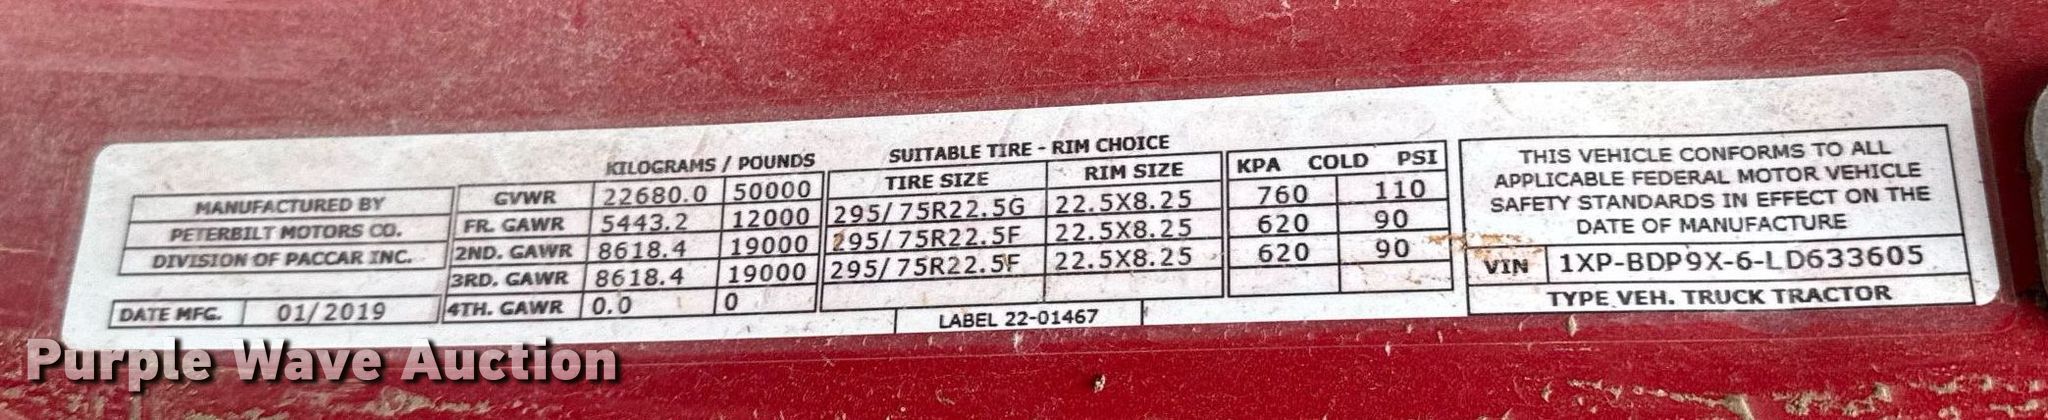 KILOGRAMS / POUNDS SUITABLE TIRE - RIM CHOICE
MANUFACTURED BY
PETERBILT MOTORS CO.
DIVISION OF PACCAR INC.
DATE MFG. 01/2019
GVWR 22680.0 50000
FR. GAWR 5443.2 12000
2ND. GAWR 8618.4 19000
3RD. GAWR 8618.4 19000
4TH. GAWR 0.0 0
TIRE SIZE RIM SIZE
295/75R22.5G 22.5X8.25
295/75R22.5F 22.5X8.25
295/75R22.5F 22.5X8.25
KPA COLD PSI
760 110
620 90
620 90
LABEL 22-01467
THIS VEHICLE CONFORMS TO ALL
APPLICABLE FEDERAL MOTOR VEHICLE
SAFETY STANDARDS IN EFFECT ON THE
DATE OF MANUFACTURE
VIN 1XP-BDP9X-6-LD633605
TYPE VEH. TRUCK TRACTOR
Purple Wave Auction